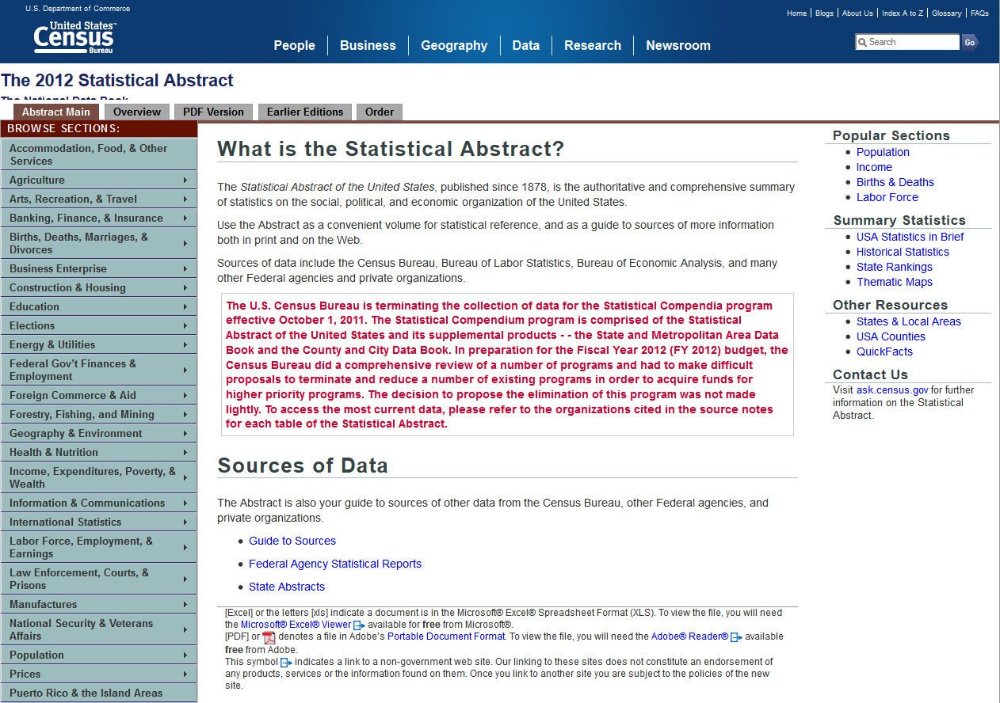 U.S. Department of Commerce
Home | Blogs | About Us | Index A to Z | Glossary | FAQs
United States™
Census
Bureau
People | Business | Geography | Data | Research | Newsroom
Search Go
The 2012 Statistical Abstract
The National Data Book
Abstract Main Overview PDF Version Earlier Editions Order
BROWSE SECTIONS:
Accommodation, Food, & Other
Services
Agriculture
Arts, Recreation, & Travel
Banking, Finance, & Insurance
Births, Deaths, Marriages, &
Divorces
Business Enterprise
Construction & Housing
Education
Elections
Energy & Utilities
Federal Gov't Finances &
Employment
Foreign Commerce & Aid
Forestry, Fishing, and Mining
Geography & Environment
Health & Nutrition
Income, Expenditures, Poverty, &
Wealth
Information & Communications
International Statistics
Labor Force, Employment, &
Earnings
Law Enforcement, Courts, &
Prisons
Manufactures
National Security & Veterans
Affairs
Population
Prices
Puerto Rico & the Island Areas
What is the Statistical Abstract?
The Statistical Abstract of the United States, published since 1878, is the authoritative and comprehensive summary
of statistics on the social, political, and economic organization of the United States.
Use the Abstract as a convenient volume for statistical reference, and as a guide to sources of more information
both in print and on the Web.
Sources of data include the Census Bureau, Bureau of Labor Statistics, Bureau of Economic Analysis, and many
other Federal agencies and private organizations.
The U.S. Census Bureau is terminating the collection of data for the Statistical Compendia program
effective October 1, 2011. The Statistical Compendium program is comprised of the Statistical
Abstract of the United States and its supplemental products - - the State and Metropolitan Area Data
Book and the County and City Data Book. In preparation for the Fiscal Year 2012 (FY 2012) budget, the
Census Bureau did a comprehensive review of a number of programs and had to make difficult
proposals to terminate and reduce a number of existing programs in order to acquire funds for
higher priority programs. The decision to propose the elimination of this program was not made
lightly. To access the most current data, please refer to the organizations cited in the source notes
for each table of the Statistical Abstract.
Sources of Data
The Abstract is also your guide to sources of other data from the Census Bureau, other Federal agencies, and
private organizations.
Guide to Sources
Federal Agency Statistical Reports
State Abstracts
[Excel] or the letters [xls] indicate a document is in the Microsoft® Excel® Spreadsheet Format (XLS). To view the file, you will need
the Microsoft® Excel® Viewer available for free from Microsoft®.
[PDF] or denotes a file in Adobe's Portable Document Format. To view the file, you will need the Adobe® Reader® available
free from Adobe.
This symbol indicates a link to a non-government web site. Our linking to these sites does not constitute an endorsement of
any products, services or the information found on them. Once you link to another site you are subject to the policies of the new
site.
Popular Sections
Population
Income
Births & Deaths
Labor Force
Summary Statistics
USA Statistics in Brief
Historical Statistics
State Rankings
Thematic Maps
Other Resources
States & Local Areas
USA Counties
QuickFacts
Contact Us
Visit ask.census.gov for further
information on the Statistical
Abstract.